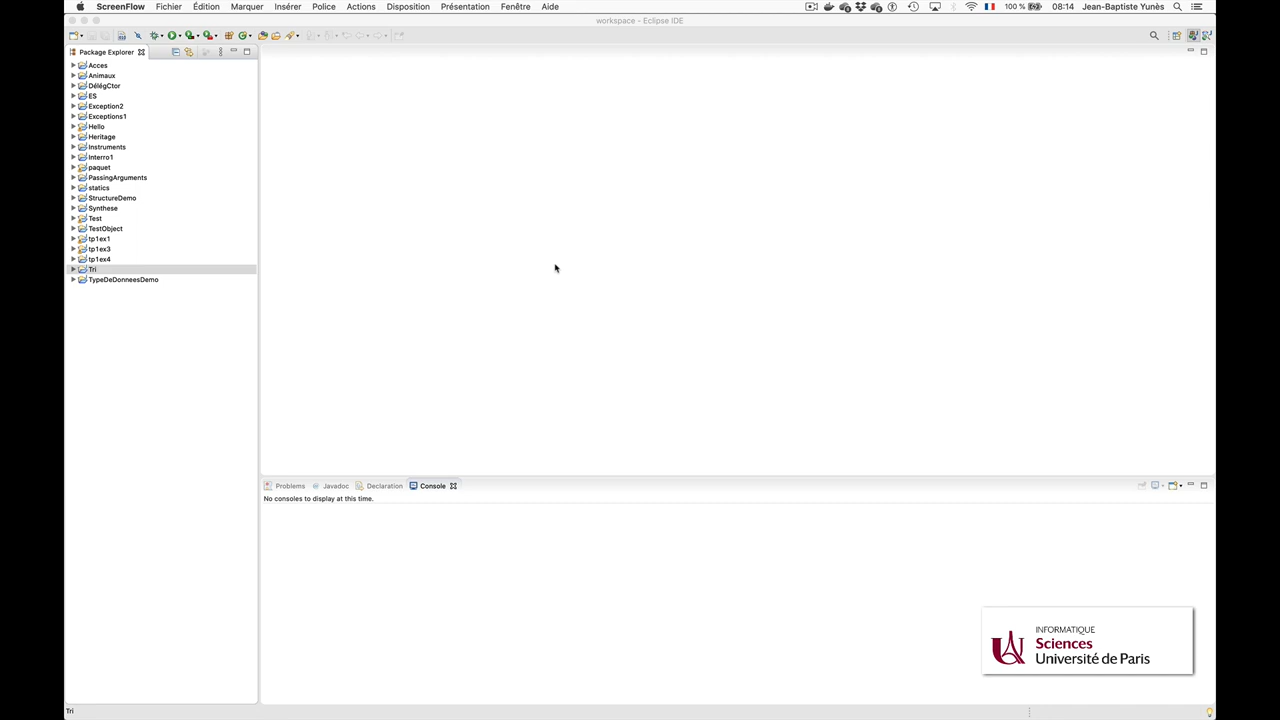 ScreenFlow Fichier Édition Marquer Insérer Police Actions Disposition Présentation Fenêtre Aide 100 % 08:14 Jean-Baptiste Yunès
workspace - Eclipse IDE
Package Explorer
Acces
Animaux
DélégCtor
ES
Exception2
Exceptions1
Hello
Heritage
Instruments
Interro1
paquet
PassingArguments
statics
StructureDemo
Synthese
Test
TestObject
tp1ex1
tp1ex3
tp1ex4
Tri
TypeDeDonneesDemo
Problems Javadoc Declaration Console
No consoles to display at this time.
INFORMATIQUE
Sciences
Université de Paris
Tri